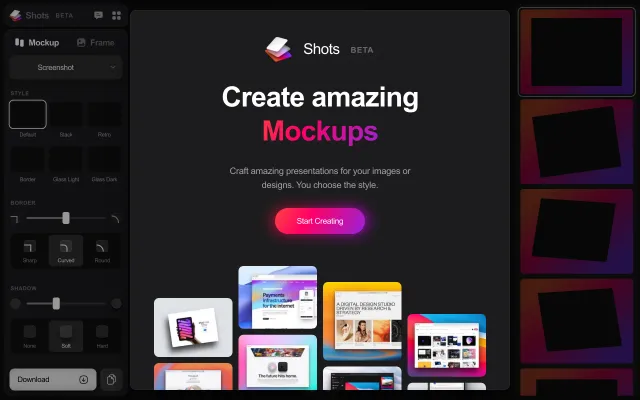 Shots BETA
Mockup
Frame
Screenshot
STYLE
Default
Stack
Retro
Border
Glass Light
Glass Dark
BORDER
Sharp
Curved
Round
SHADOW
None
Soft
Hard
Download
Shots BETA
Create amazing
Mockups
Craft amazing presentations for your images or
designs. You choose the style.
Start Creating
Payments
infrastructure
for the internet
A DIGITAL DESIGN STUDIO
DRIVEN BY RESEARCH &
STRATEGY
The future hits home.